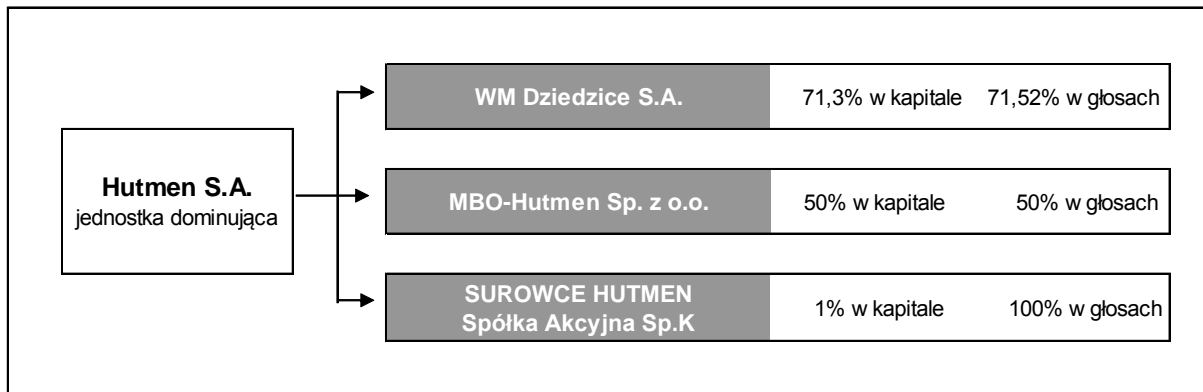 WM Dziedzice S.A. 71,3% w kapitale 71,52% w głosach
Hutmen S.A.
jednostka dominująca
MBO-Hutmen Sp. z o.o. 50% w kapitale 50% w głosach
SUROWCE HUTMEN
Spółka Akcyjna Sp.K
1% w kapitale 100% w głosach